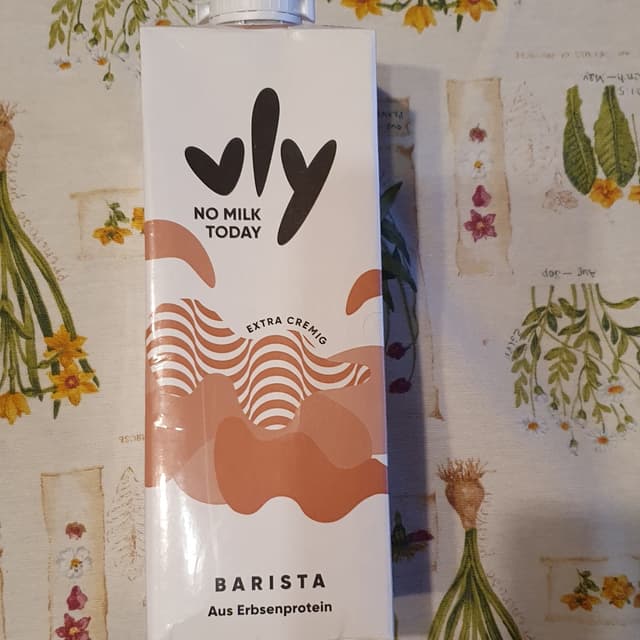 vly
NO MILK
TODAY
EXTRA CREMIG
BARISTA
Aus Erbsenprotein